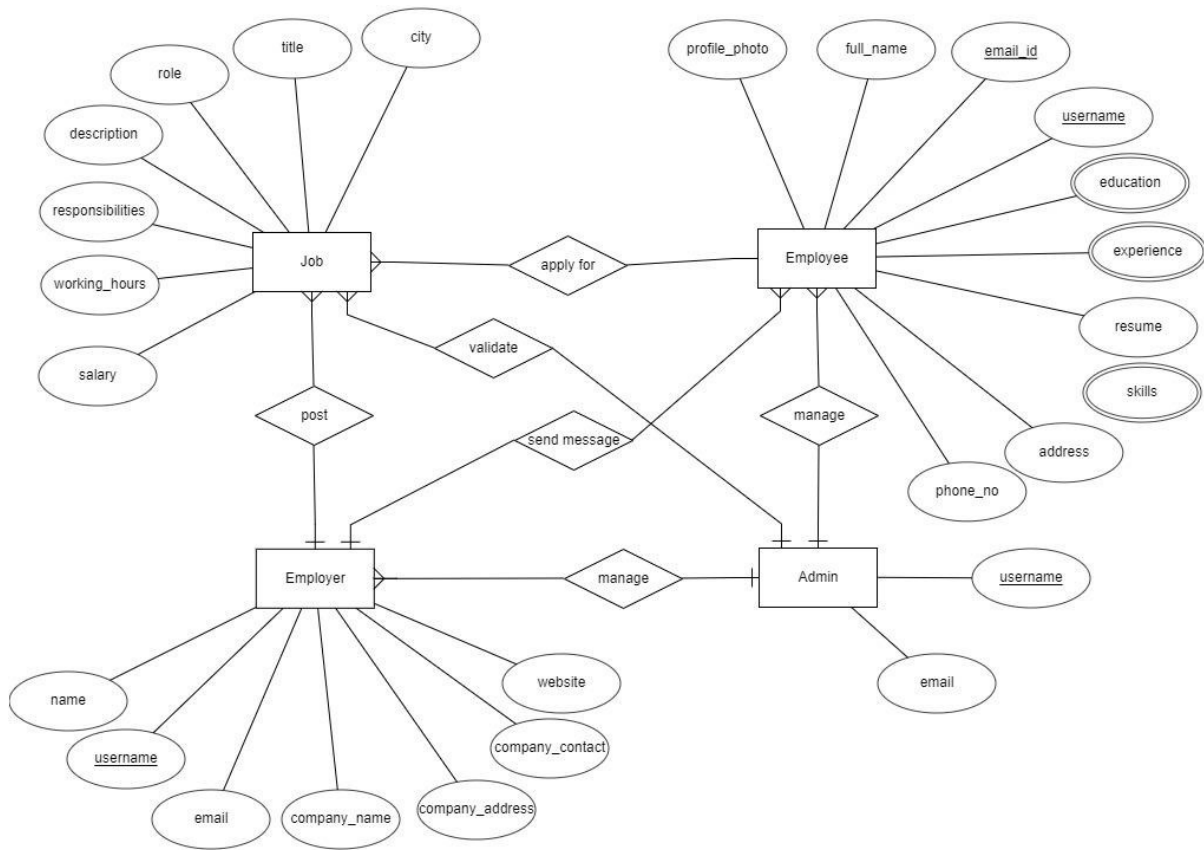 city
title
role
description
responsibilities
working_hours
salary
Job
profile_photo
full_name
email_id
username
education
experience
resume
skills
address
phone_no
Employee
apply for
validate
post
send message
manage
Employer
manage
Admin
username
email
name
username
email
company_name
company_address
company_contact
website